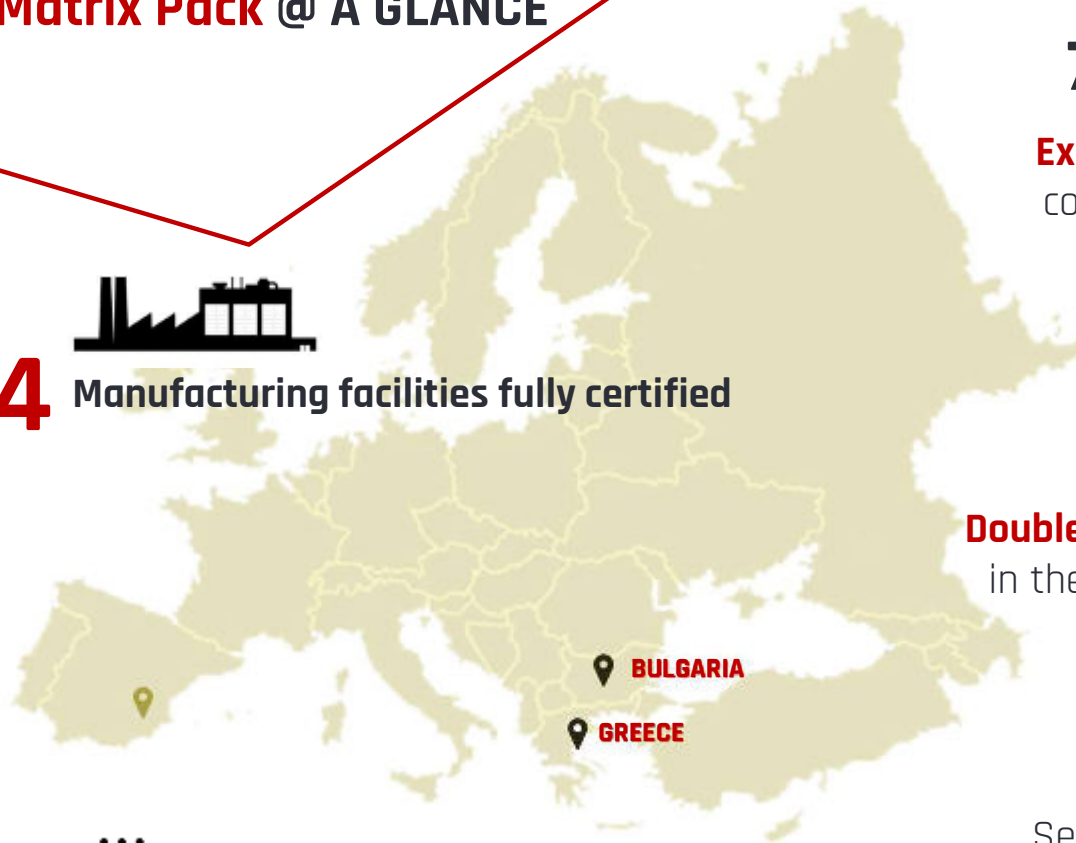 Matrix Pack @ A GLANCE
Ex
co
4 Manufacturing facilities fully certified
Double
in the
BULGARIA
GREECE
Se